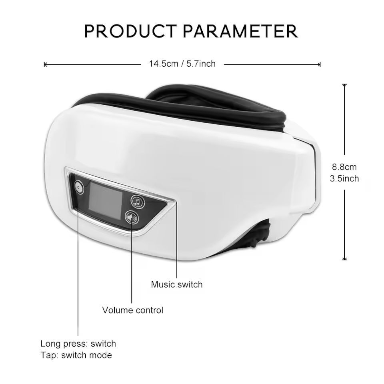 PRODUCT PARAMETER
14.5cm / 5.7inch
8.8cm
3.5inch
Music switch
Volume control
Long press: switch
Tap: switch mode